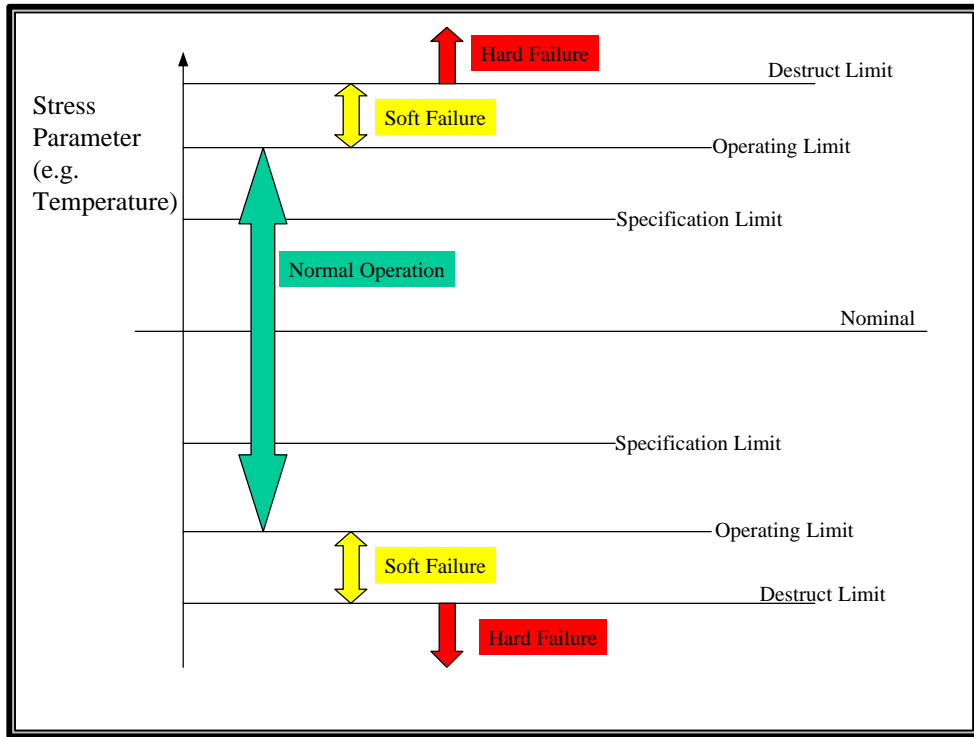 Hard Failure
Destruct Limit
Stress
Parameter
(e.g.
Temperature)
Soft Failure
Operating Limit
Specification Limit
Normal Operation
Nominal
Specification Limit
Operating Limit
Soft Failure
Destruct Limit
Hard Failure